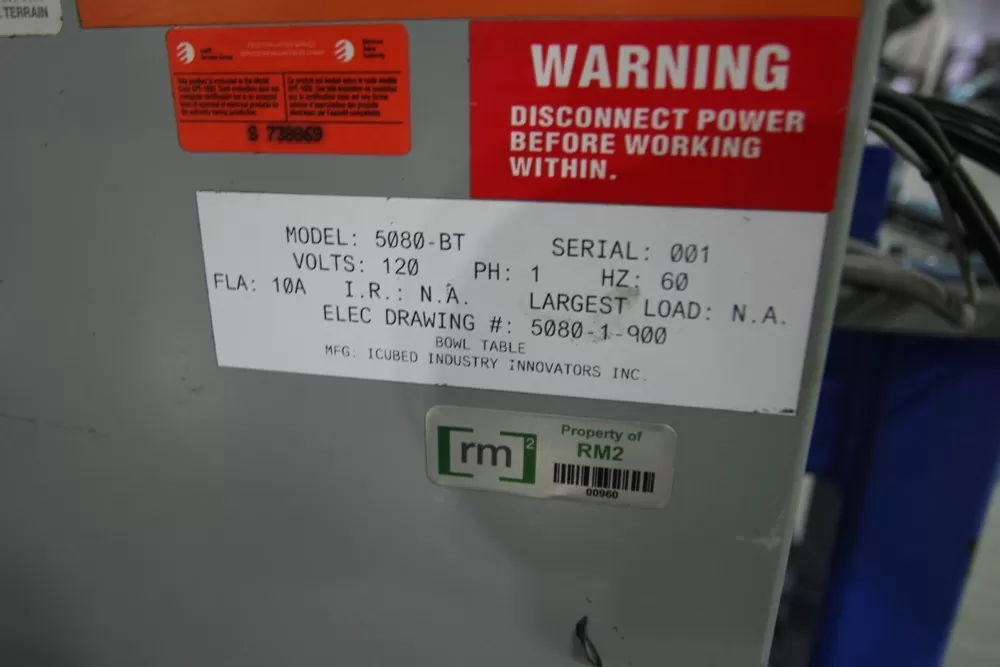 TERRAIN
WARNING
DISCONNECT POWER
BEFORE WORKING
WITHIN.
S 738869
MODEL: 5080-BT SERIAL: 001
VOLTS: 120 PH: 1 HZ: 60
FLA: 10A I.R.: N.A. LARGEST LOAD: N.A.
ELEC DRAWING #: 5080-1-900
BOWL TABLE
MFG: ICUBED INDUSTRY INNOVATORS INC.
[rm]2
Property of
RM2
00960